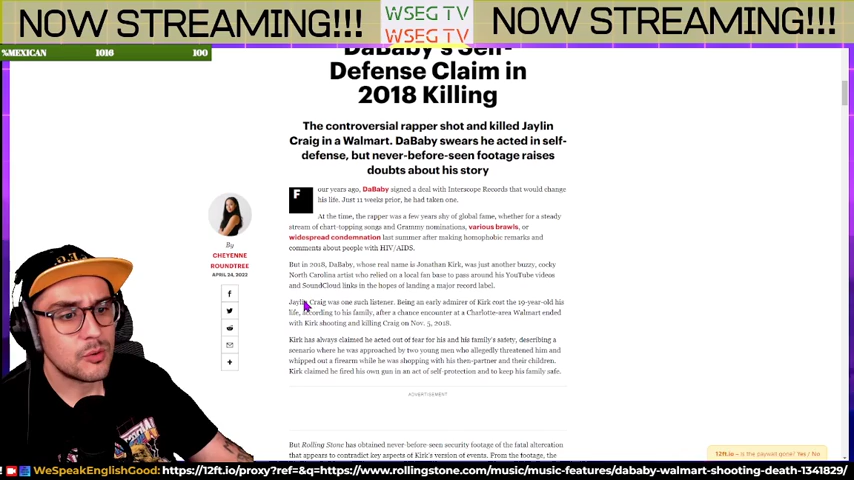 NOW STREAMING!!!
WSEG TV
WSEG TV
NOW STREAMING!!!
%MEXICAN 1016 100
DaBaby's Self-
Defense Claim in
2018 Killing
The controversial rapper shot and killed Jaylin
Craig in a Walmart. DaBaby swears he acted in self-
defense, but never-before-seen footage raises
doubts about his story
By
CHEYENNE
ROUNDTREE
APRIL 24, 2022
Four years ago, DaBaby signed a deal with Interscope Records that would change
his life. Just 11 weeks prior, he had taken one.
At the time, the rapper was a few years shy of global fame, whether for a steady
stream of chart-topping songs and Grammy nominations, various brawls, or
widespread condemnation last summer after making homophobic remarks and
comments about people with HIV/AIDS.
But in 2018, DaBaby, whose real name is Jonathan Kirk, was just another buzzy, cocky
North Carolina artist who relied on a local fan base to pass around his YouTube videos
and SoundCloud links in the hopes of landing a major record label.
Jaylin Craig was one such listener. Being an early admirer of Kirk cost the 19-year-old his
life, according to his family, after a chance encounter at a Charlotte-area Walmart ended
with Kirk shooting and killing Craig on Nov. 5, 2018.
Kirk has always claimed he acted out of fear for his and his family's safety, describing a
scenario where he was approached by two young men who allegedly threatened him and
whipped out a firearm while he was shopping with his then-partner and their children.
Kirk claimed he fired his own gun in an act of self-protection and to keep his family safe.
ADVERTISEMENT
But Rolling Stone has obtained never-before-seen security footage of the fatal altercation
that appears to contradict key aspects of Kirk's version of events. From the footage, the
12ft.io – Is the paywall gone? Yes / No
WeSpeakEnglishGood: https://12ft.io/proxy?ref=&q=https://www.rollingstone.com/music/music-features/dababy-walmart-shooting-death-1341829/